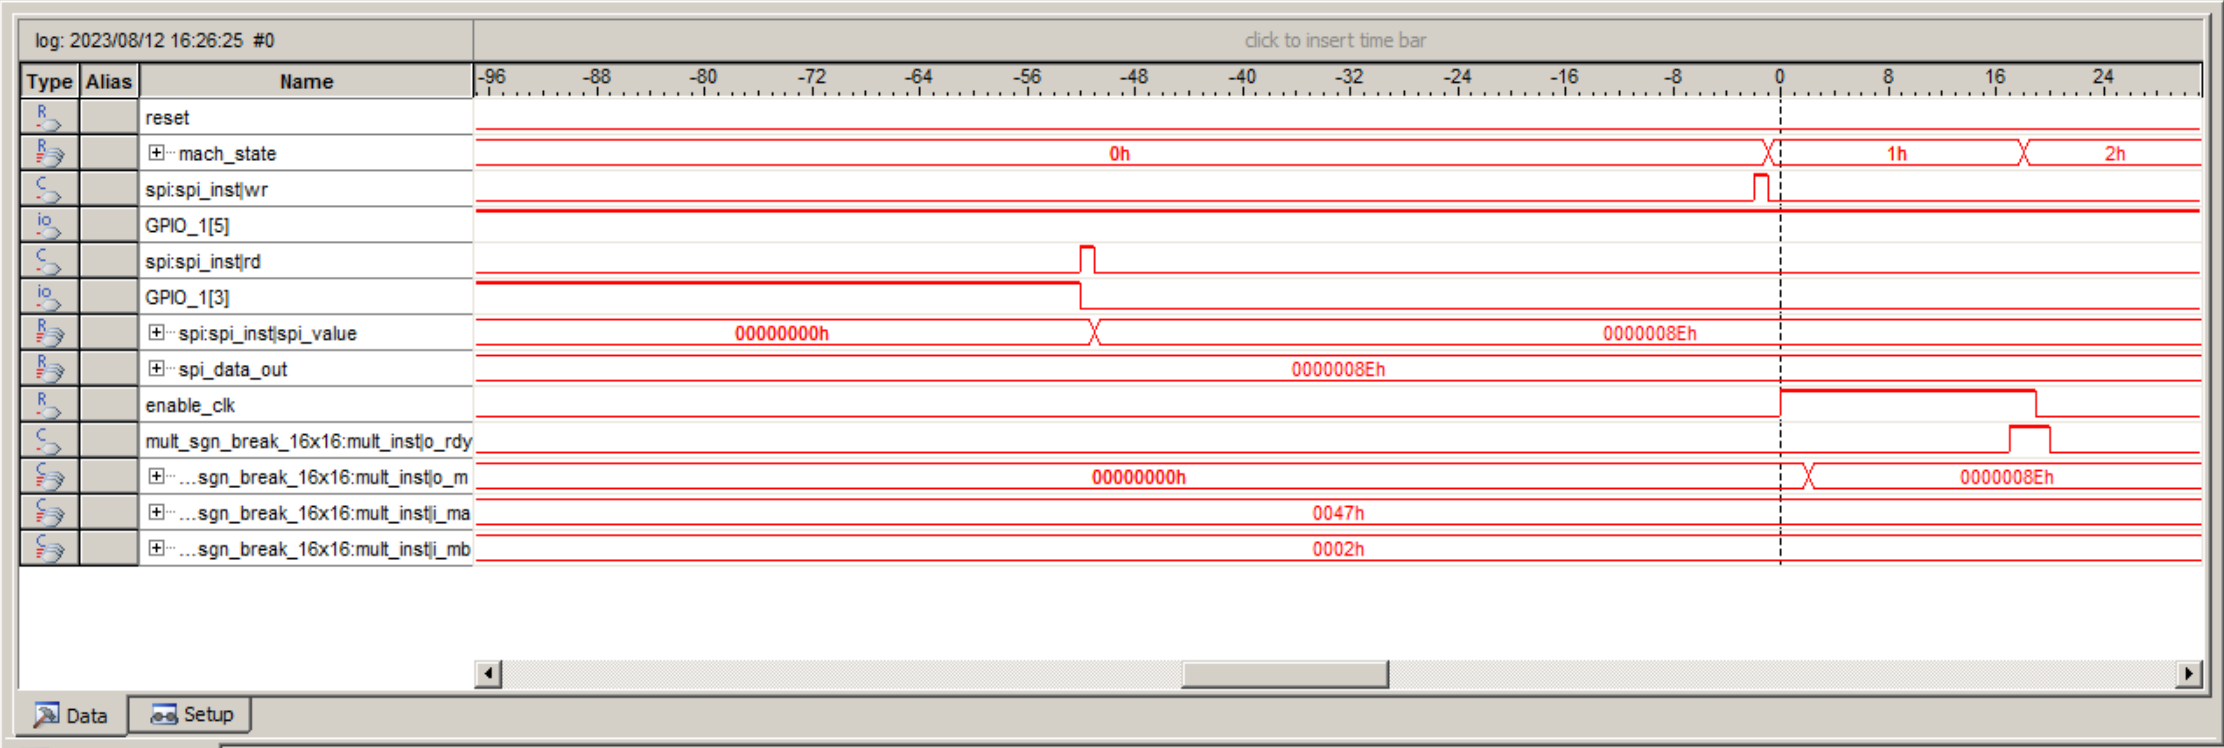 log: 2023/08/12 16:26:25 #0 click to insert time bar
Type Alias Name -96 -88 -80 -72 -64 -56 -48 -40 -32 -24 -16 -8 0 8 16 24
R reset
R mach_state 0h 1h 2h
C spi:spi_inst|wr
io GPIO_1[5]
C spi:spi_inst|rd
io GPIO_1[3]
R spi:spi_inst|spi_value 00000000h 0000008Eh
R spi_data_out 0000008Eh
R enable_clk
C mult_sgn_break_16x16:mult_inst|o_rdy
C ...sgn_break_16x16:mult_inst|o_m 00000000h 0000008Eh
C ...sgn_break_16x16:mult_inst|i_ma 0047h
C ...sgn_break_16x16:mult_inst|i_mb 0002h
Data Setup